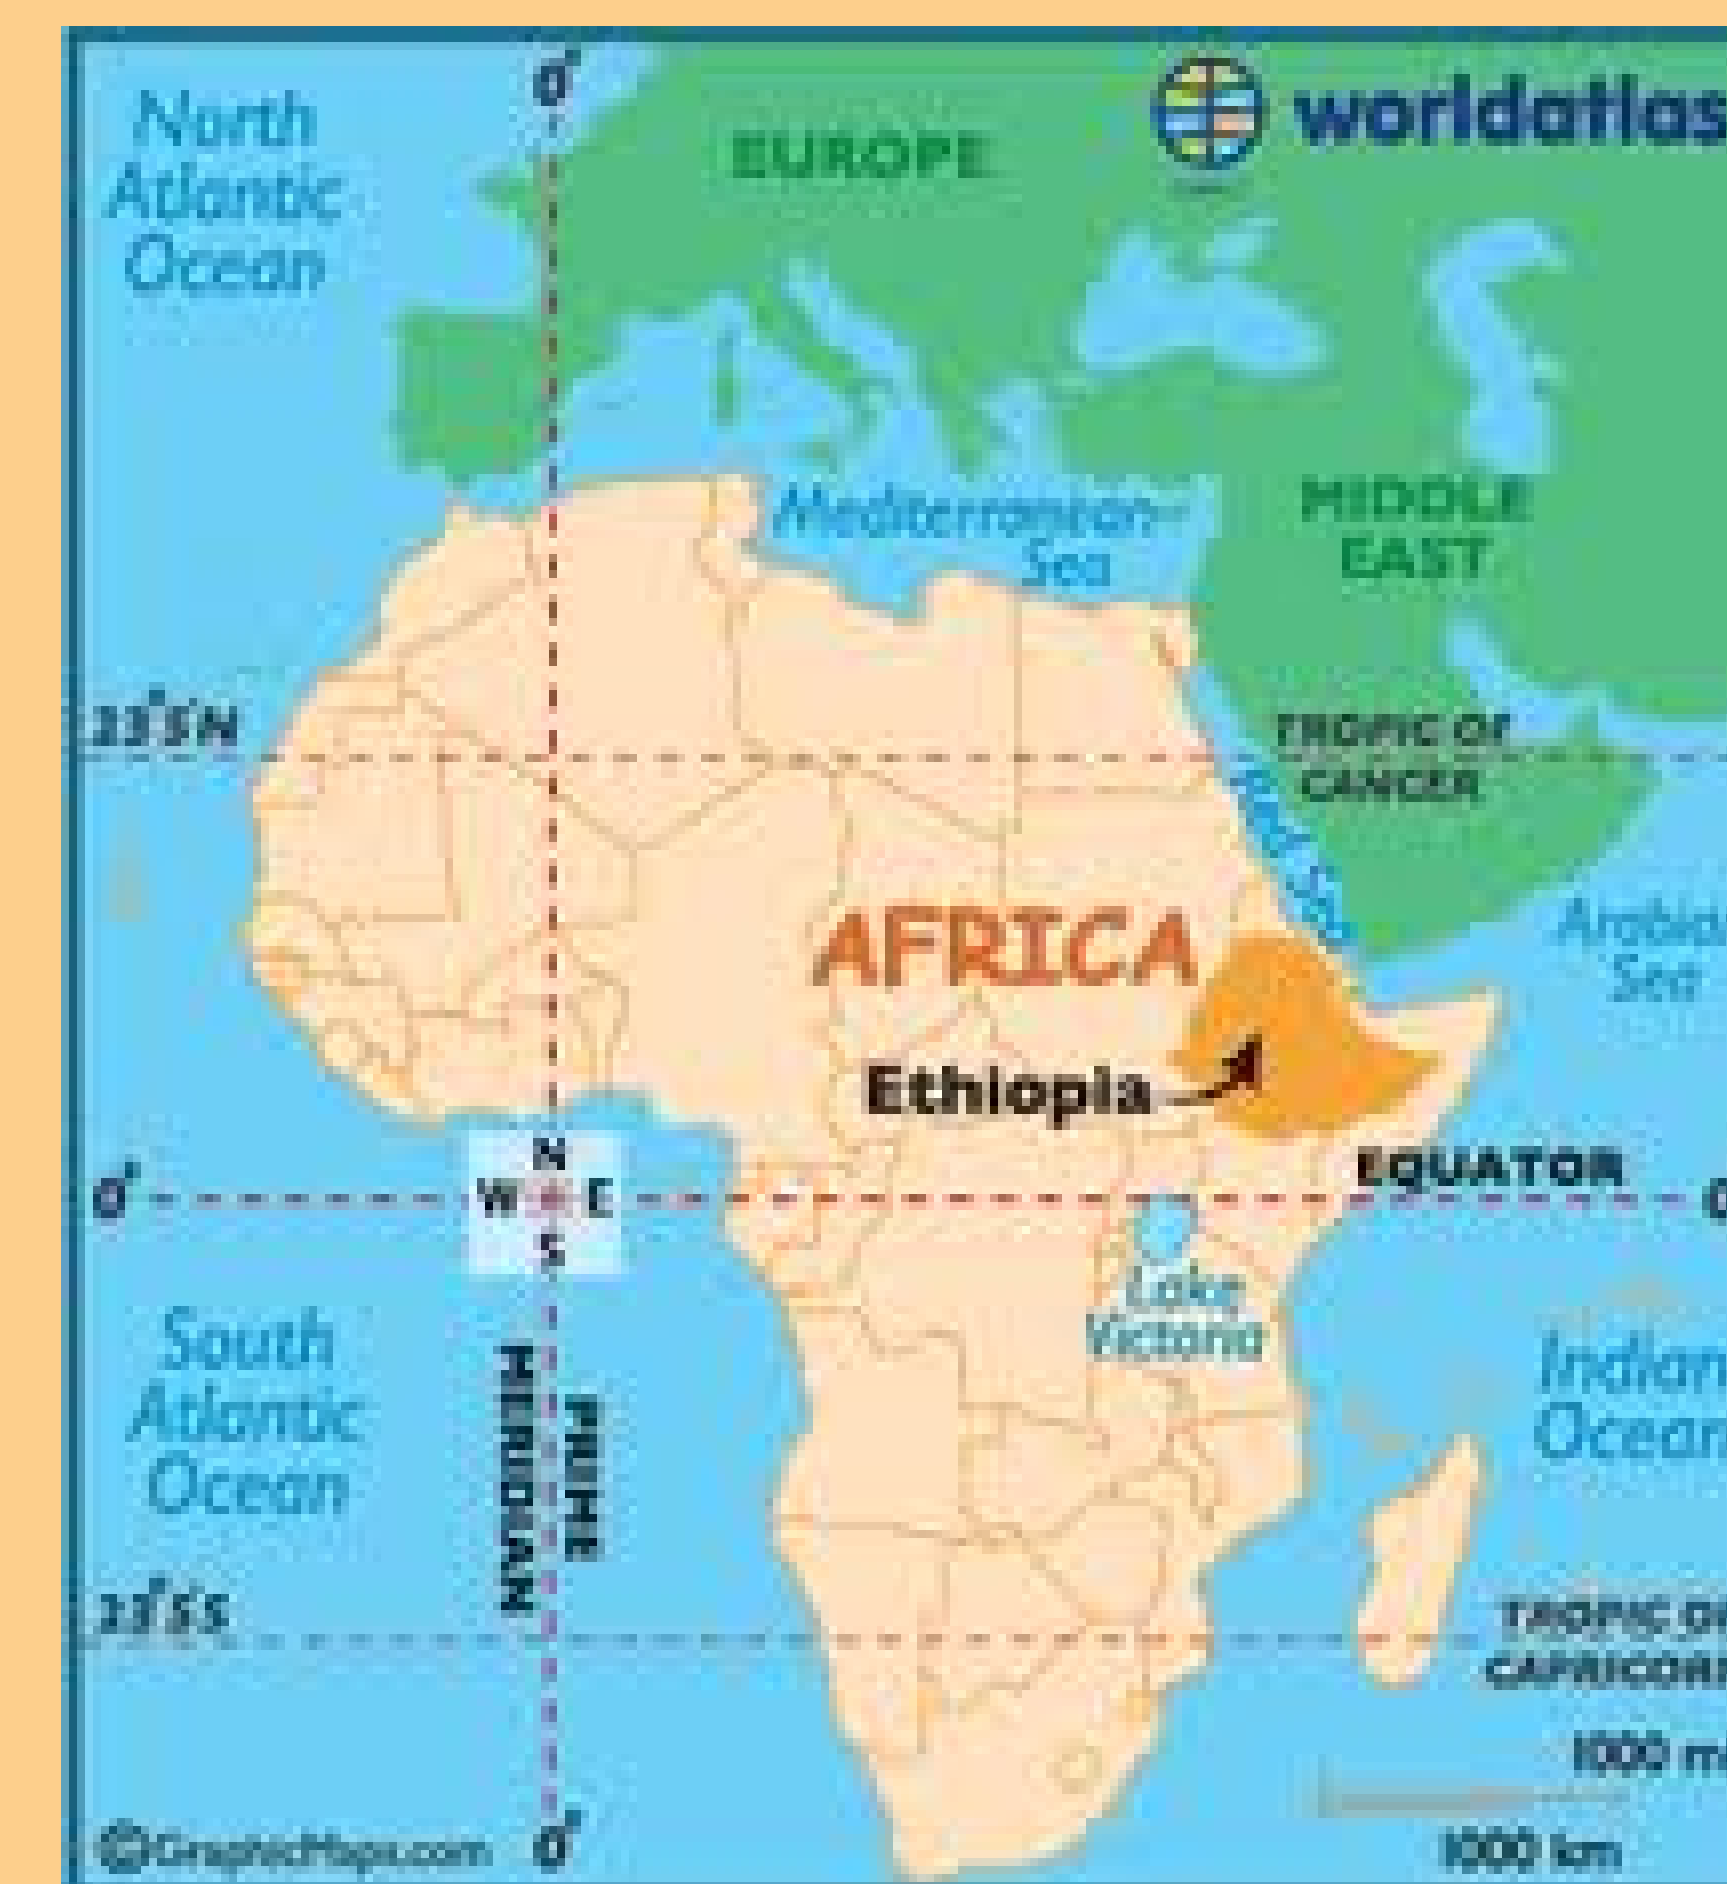 0°
North
Atlantic
Ocean
EUROPE
worldatlas
Mediterranean
Sea
MIDDLE
EAST
23°5'N
TROPIC OF
CANCER
Red Sea
AFRICA
Arabian
Sea
Ethiopia
N
W E
S
EQUATOR
0°
0
Lake
Victoria
South
Atlantic
Ocean
PRIME
MERIDIAN
Indian
Ocean
23°5'S
TROPIC OF
CAPRICOR
1000 mi
1000 km
©GraphicMaps.com
0°